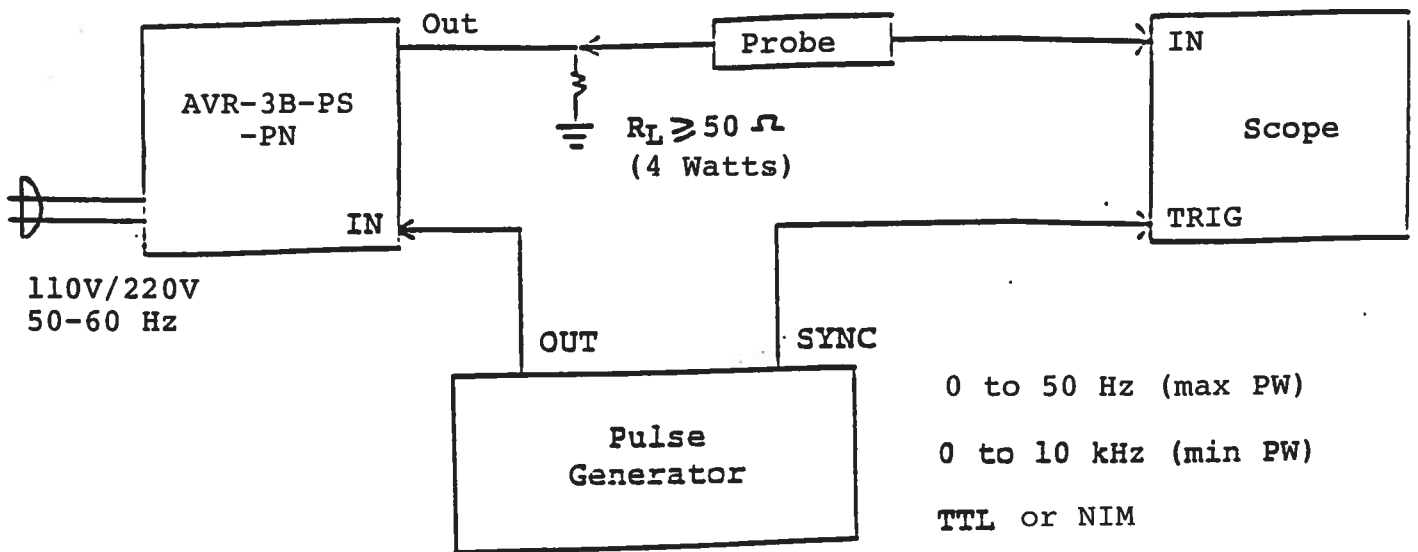 Out
AVR-3B-PS
-PN
IN
110V/220V
50-60 Hz
Probe
RL ≥ 50 Ω
(4 Watts)
IN
Scope
TRIG
OUT
SYNC
Pulse
Generator
0 to 50 Hz (max PW)
0 to 10 kHz (min PW)
TTL or NIM